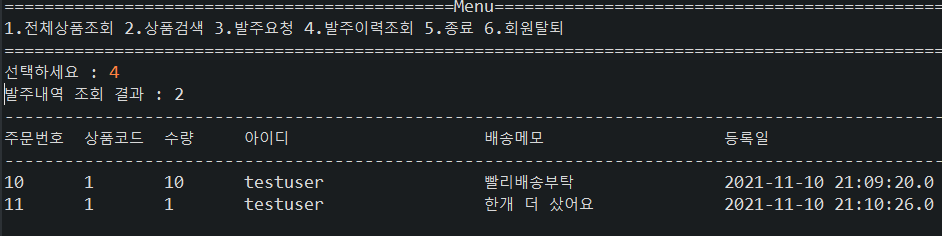 =============================================Menu=============================================
1.전체상품조회 2.상품검색 3.발주요청 4.발주이력조회 5.종료 6.회원탈퇴
==============================================================================================
선택하세요 : 4
발주내역 조회 결과 : 2
----------------------------------------------------------------------------------------------
주문번호 상품코드 수량 아이디 배송메모 등록일
----------------------------------------------------------------------------------------------
10 1 10 testuser 빨리배송부탁 2021-11-10 21:09:20.0
11 1 1 testuser 한개 더 샀어요 2021-11-10 21:10:26.0